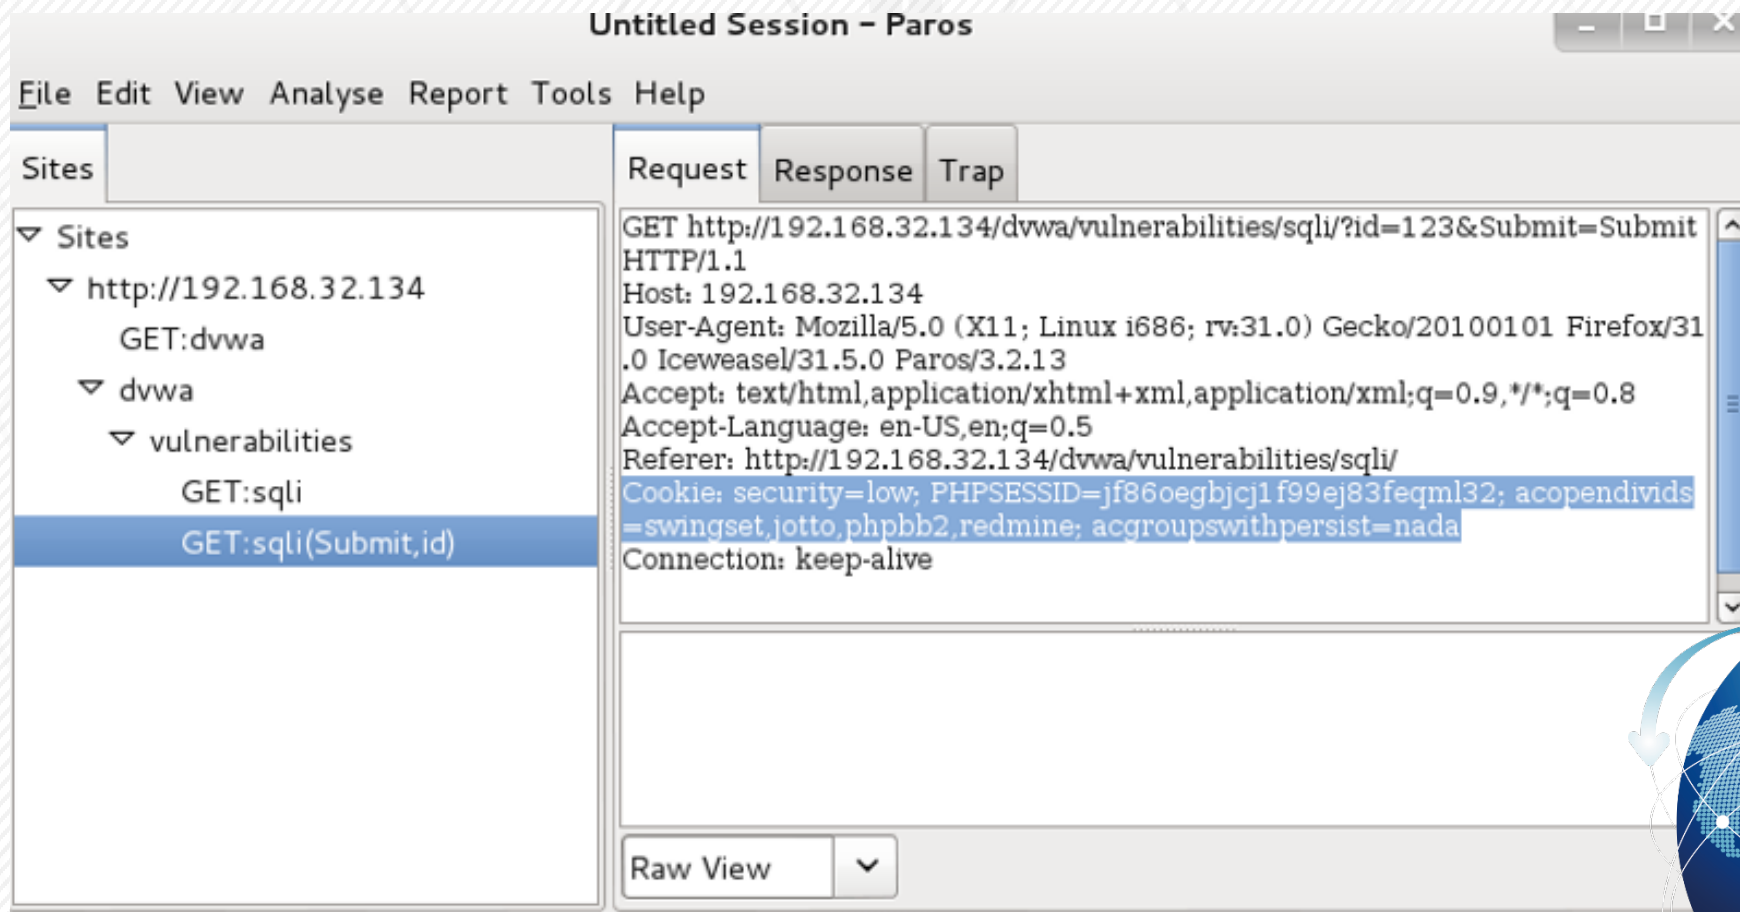 Untitled Session - Paros
File Edit View Analyse Report Tools Help
Sites
Request Response Trap
Sites
http://192.168.32.134
GET:dvwa
dvwa
vulnerabilities
GET:sqli
GET:sqli(Submit,id)
GET http://192.168.32.134/dvwa/vulnerabilities/sqli/?id=123&Submit=Submit
HTTP/1.1
Host: 192.168.32.134
User-Agent: Mozilla/5.0 (X11; Linux i686; rv:31.0) Gecko/20100101 Firefox/31
.0 Iceweasel/31.5.0 Paros/3.2.13
Accept: text/html,application/xhtml+xml,application/xml;q=0.9,*/*;q=0.8
Accept-Language: en-US,en;q=0.5
Referer: http://192.168.32.134/dvwa/vulnerabilities/sqli/
Cookie: security=low; PHPSESSID=jf86oegbjcj1f99ej83feqml32; acopendivids
=swingset,jotto,phpbb2,redmine; acgroupswithpersist=nada
Connection: keep-alive
Raw View